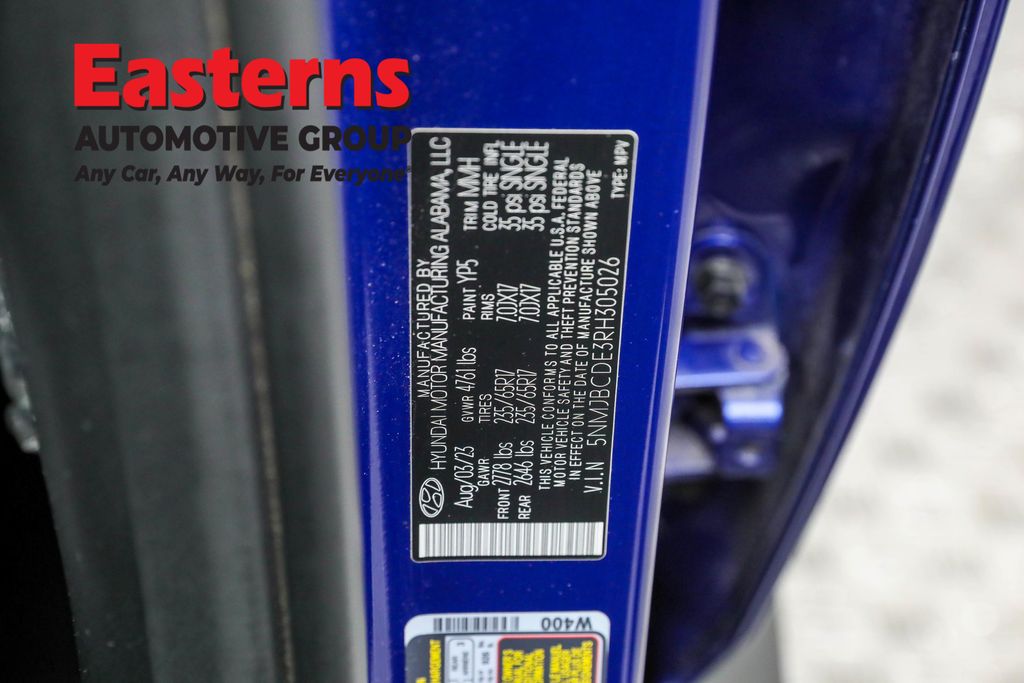 Easterns
AUTOMOTIVE GROUP
Any Car, Any Way, For Everyone
MANUFACTURED BY
HYUNDAI MOTOR MANUFACTURING ALABAMA, LLC
Aug/03/23 GVWR 4761 lbs PAINT YP5 TRIM MMH
GAWR TIRES RIMS COLD TIRE INFL
FRONT 2778 lbs 235/65R17 7.0JX17 35 psi SINGLE
REAR 2646 lbs 235/65R17 7.0JX17 35 psi SINGLE
THIS VEHICLE CONFORMS TO ALL APPLICABLE U.S.A. FEDERAL
MOTOR VEHICLE SAFETY AND THEFT PREVENTION STANDARDS
IN EFFECT ON THE DATE OF MANUFACTURE SHOWN ABOVE
V.I.N 5NMJBCDE3RH305026 TYPE: MPV
W400